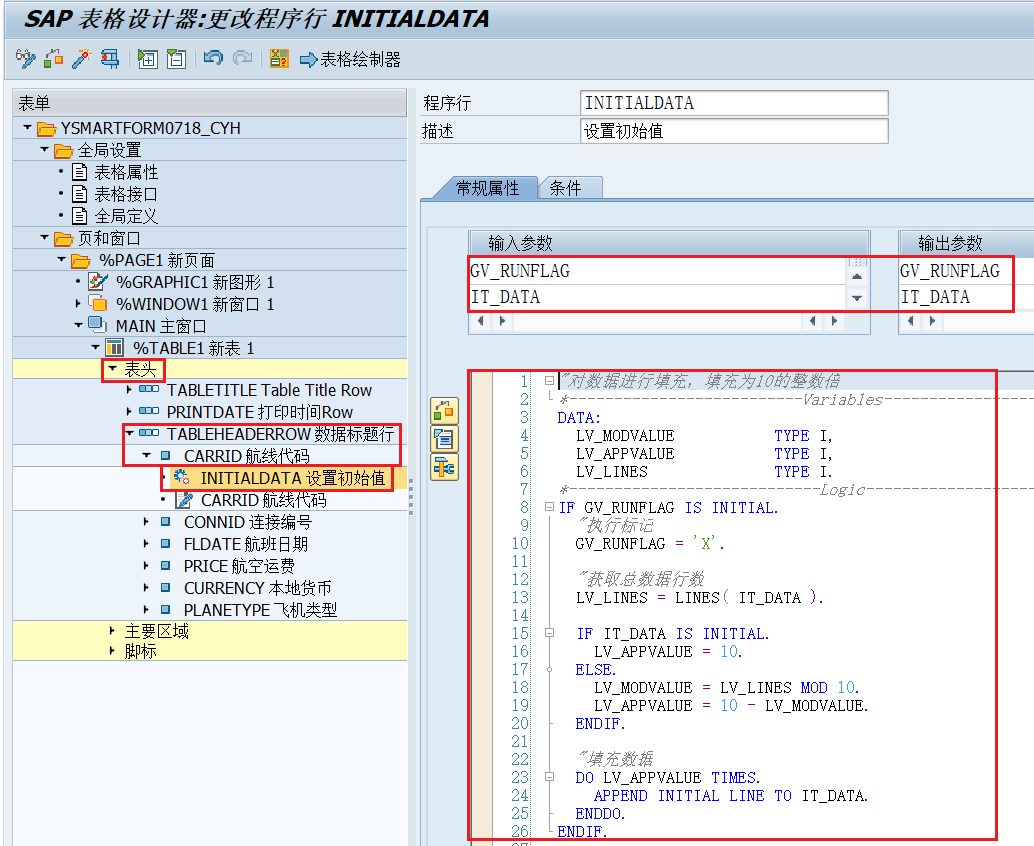 SAP 表格设计器:更改程序行 INITIALDATA
表格绘制器
表单
YSMARTFORM0718_CYH
全局设置
表格属性
表格接口
全局定义
页和窗口
%PAGE1 新页面
%GRAPHIC1 新图形 1
%WINDOW1 新窗口 1
MAIN 主窗口
%TABLE1 新表 1
表头
TABLETITLE Table Title Row
PRINTDATE 打印时间Row
TABLEHEADERROW 数据标题行
CARRID 航线代码
INITIALDATA 设置初始值
CARRID 航线代码
CONNID 连接编号
FLDATE 航班日期
PRICE 航空运费
CURRENCY 本地货币
PLANETYPE 飞机类型
主要区域
脚标
程序行 INITIALDATA
描述 设置初始值
常规属性 条件
输入参数 输出参数
GV_RUNFLAG GV_RUNFLAG
IT_DATA IT_DATA
1 "对数据进行填充，填充为10的整数倍
2 *--------------------------Variables-----------------
3 DATA:
4 LV_MODVALUE TYPE I,
5 LV_APPVALUE TYPE I,
6 LV_LINES TYPE I.
7 *----------------------------Logic-------------------
8 IF GV_RUNFLAG IS INITIAL.
9 "执行标记
10 GV_RUNFLAG = 'X'.
11
12 "获取总数据行数
13 LV_LINES = LINES( IT_DATA ).
14
15 IF IT_DATA IS INITIAL.
16 LV_APPVALUE = 10.
17 ELSE.
18 LV_MODVALUE = LV_LINES MOD 10.
19 LV_APPVALUE = 10 - LV_MODVALUE.
20 ENDIF.
21
22 "填充数据
23 DO LV_APPVALUE TIMES.
24 APPEND INITIAL LINE TO IT_DATA.
25 ENDDO.
26 ENDIF.